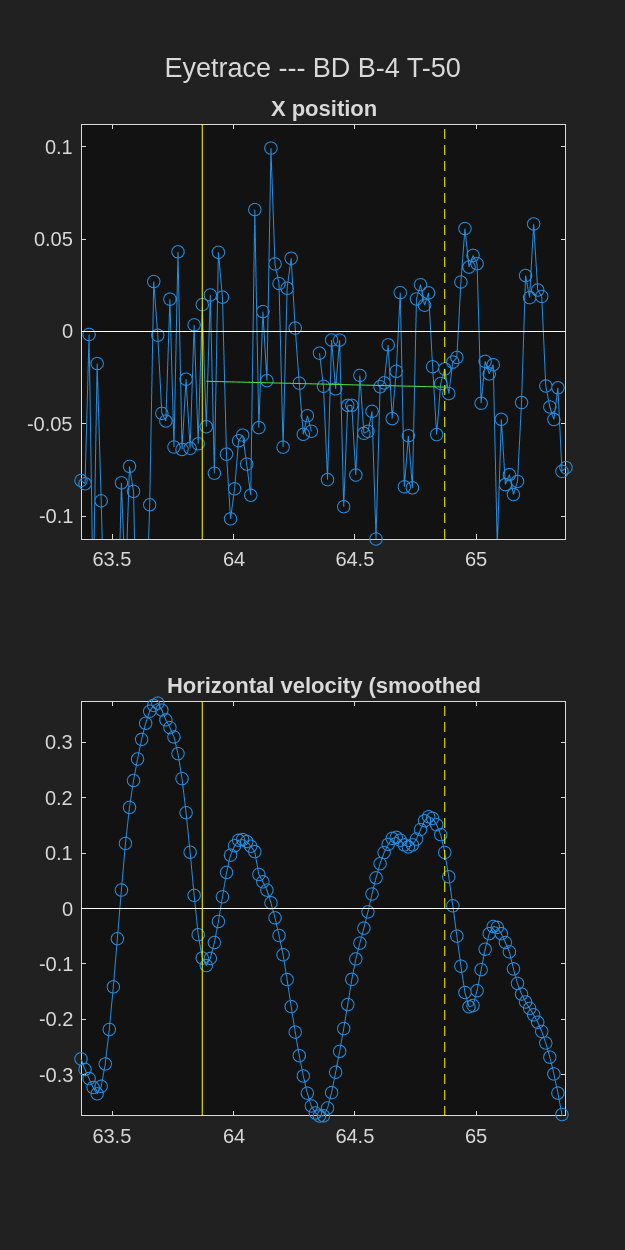 Eyetrace --- BD B-4 T-50
X position
0.1
0.05
0
-0.05
-0.1
63.5 64 64.5 65
Horizontal velocity (smoothed
0.3
0.2
0.1
0
-0.1
-0.2
-0.3
63.5 64 64.5 65